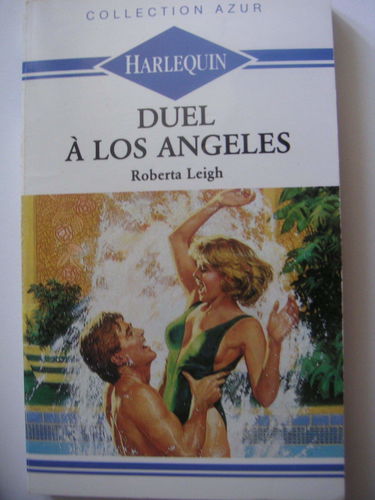 COLLECTION AZUR
HARLEQUIN
DUEL
À LOS ANGELES
Roberta Leigh